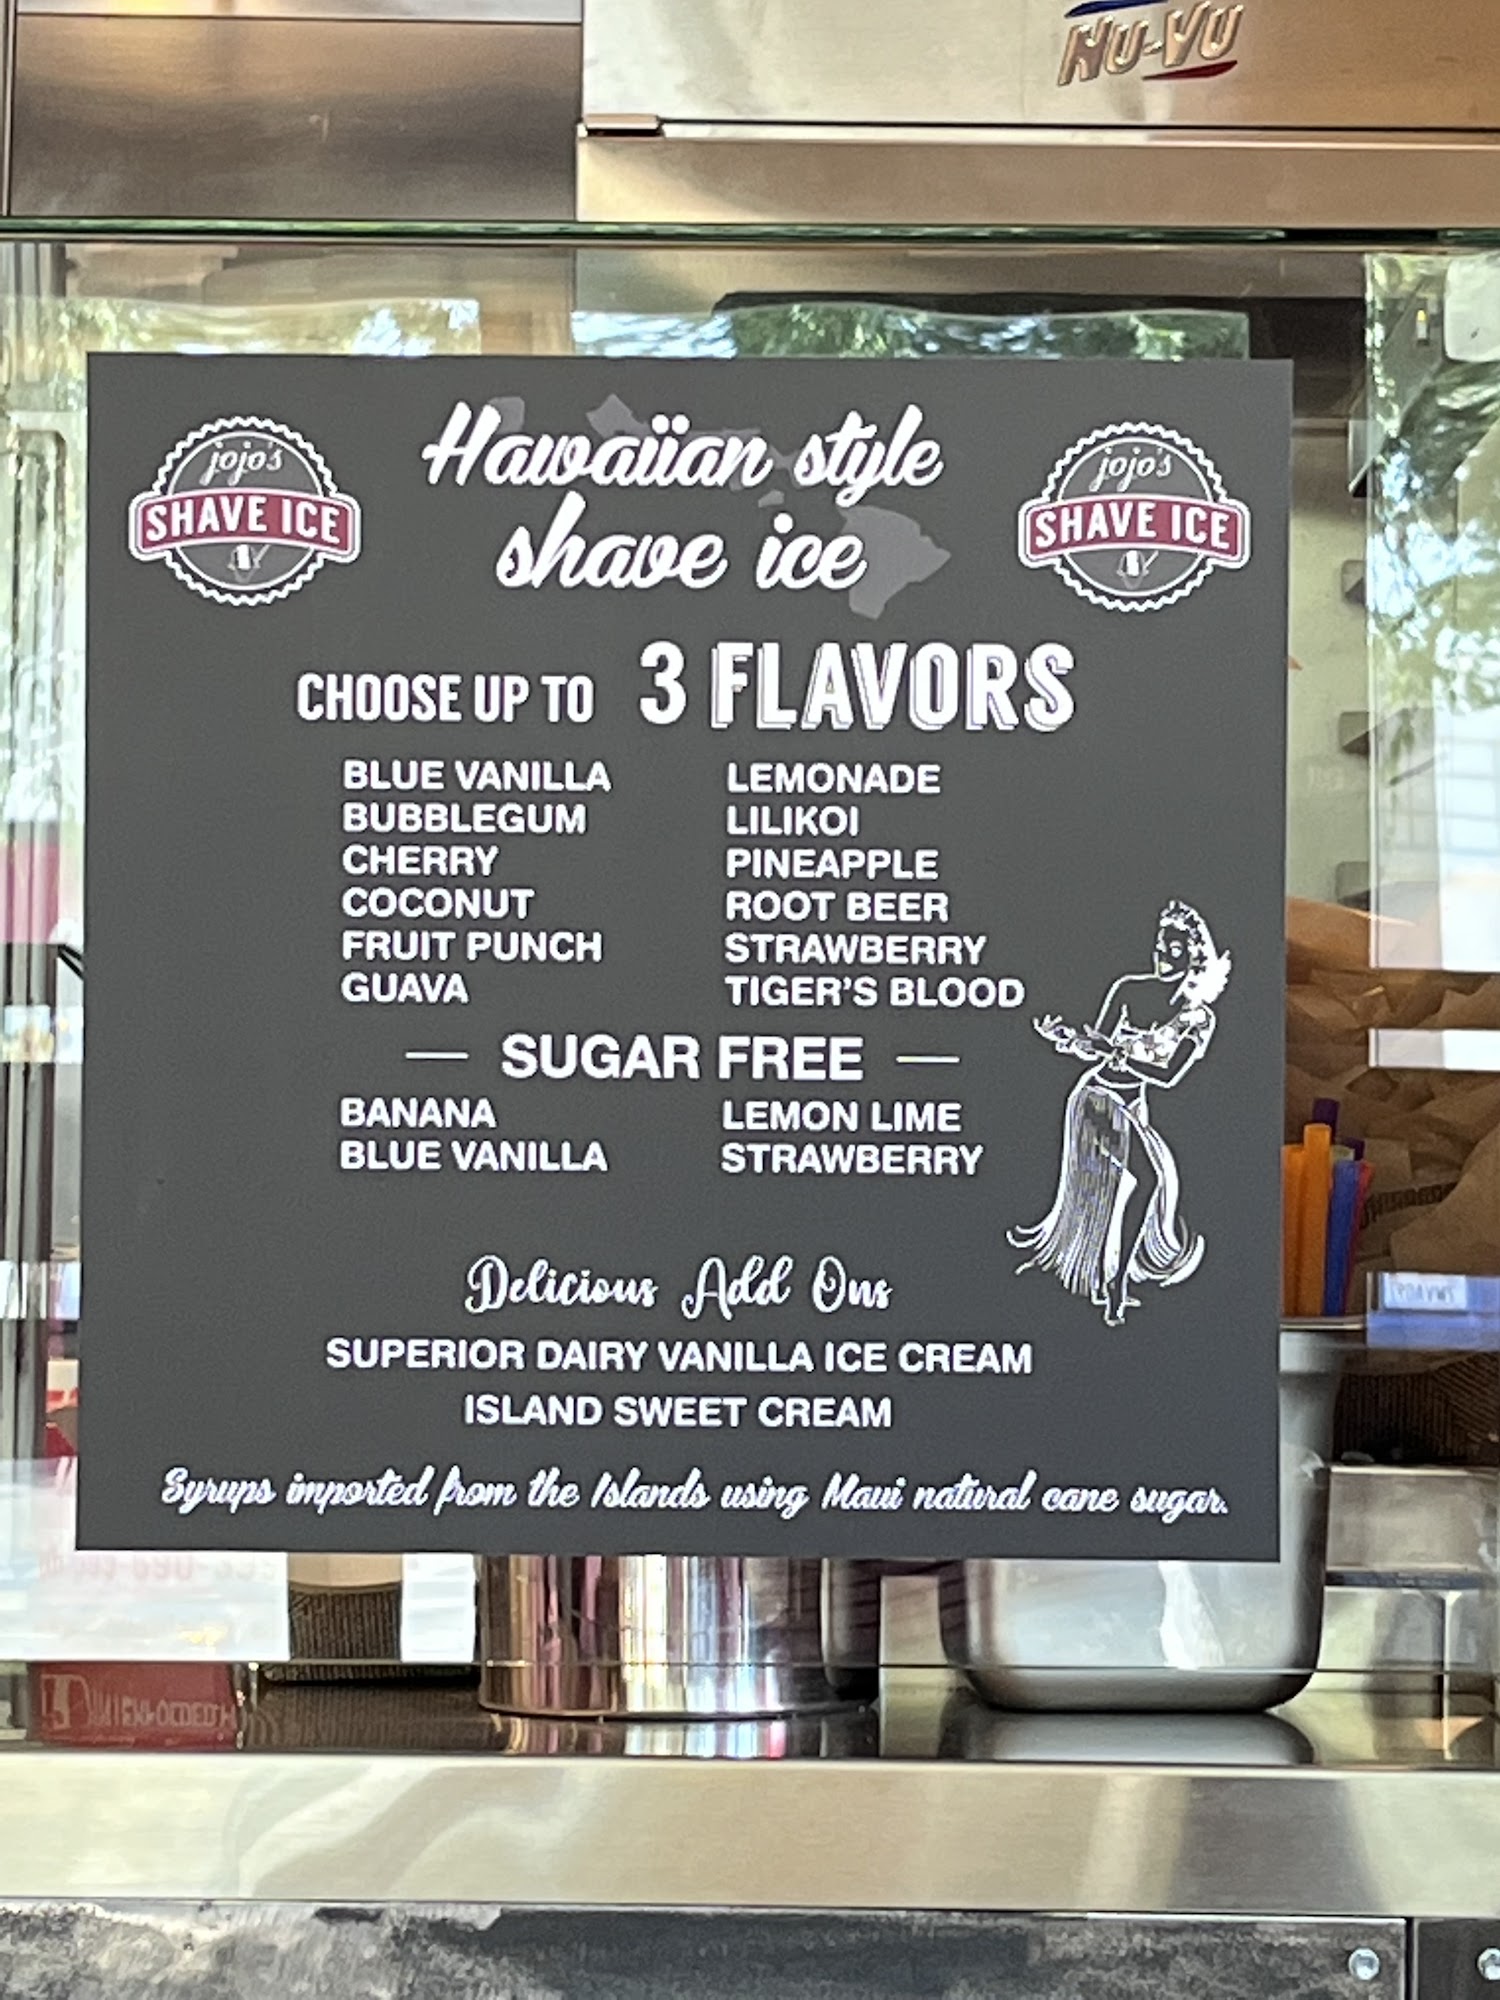 NU-VU
jojo's
SHAVE ICE
Hawaiian style
shave ice
jojo's
SHAVE ICE
CHOOSE UP TO 3 FLAVORS
BLUE VANILLA
BUBBLEGUM
CHERRY
COCONUT
FRUIT PUNCH
GUAVA
LEMONADE
LILIKOI
PINEAPPLE
ROOT BEER
STRAWBERRY
TIGER'S BLOOD
— SUGAR FREE —
BANANA
BLUE VANILLA
LEMON LIME
STRAWBERRY
Delicious Add Ons
SUPERIOR DAIRY VANILLA ICE CREAM
ISLAND SWEET CREAM
Syrups imported from the Islands using Maui natural cane sugar.